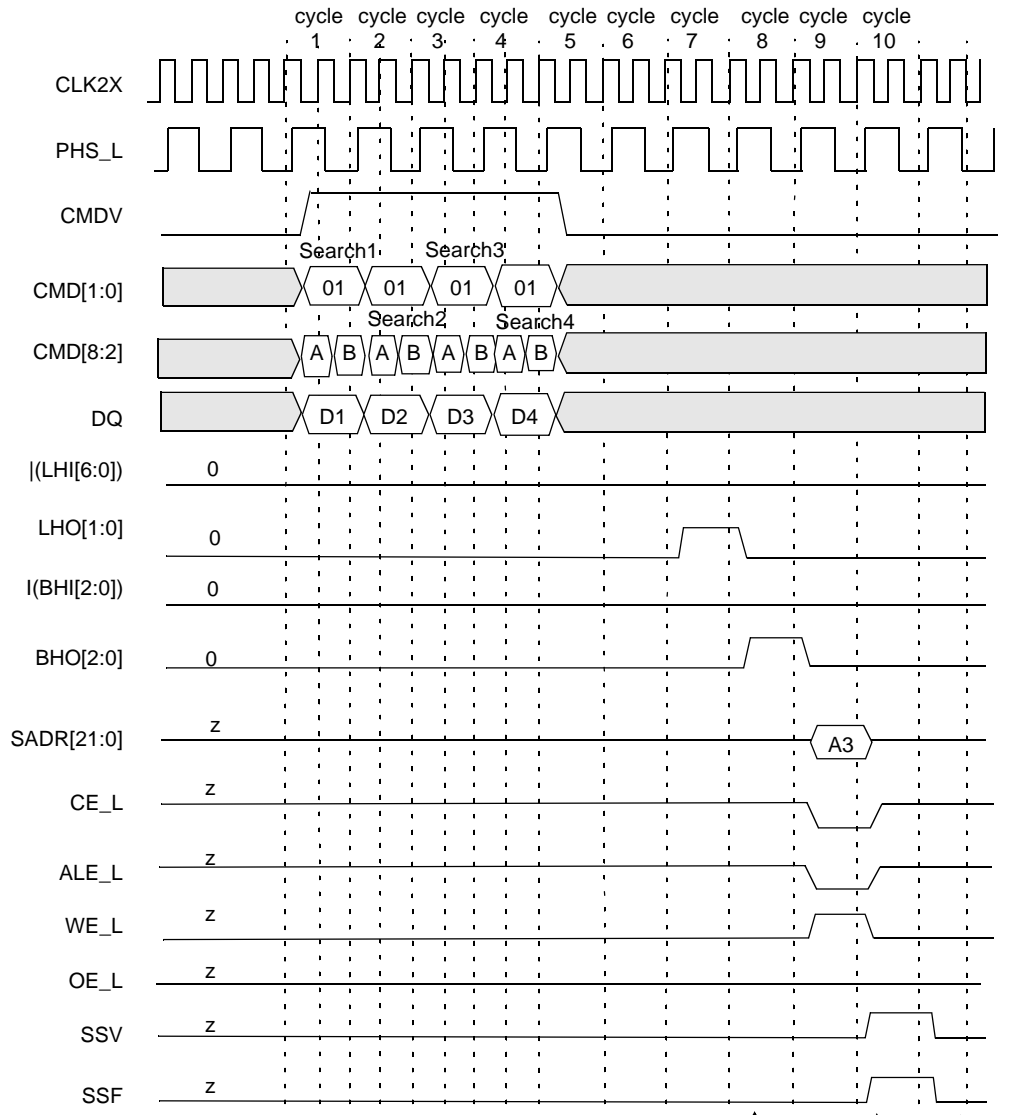 cycle cycle cycle cycle cycle cycle cycle cycle cycle cycle
1 2 3 4 5 6 7 8 9 10
CLK2X
PHS_L
CMDV
Search1 Search3
CMD[1:0] 01 01 01 01
Search2 Search4
CMD[8:2] A B A B A B A B
DQ D1 D2 D3 D4
|(LHI[6:0]) 0
LHO[1:0] 0
I(BHI[2:0]) 0
BHO[2:0] 0
SADR[21:0] z A3
CE_L z
ALE_L z
WE_L z
OE_L z
SSV z
SSF z